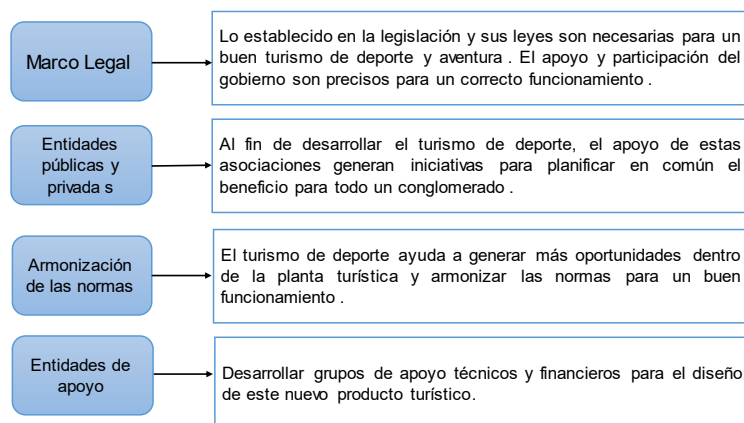 Marco Legal
Lo establecido en la legislación y sus leyes son necesarias para un
buen turismo de deporte y aventura . El apoyo y participación del
gobierno son precisos para un correcto funcionamiento .
Entidades
públicas y
privada s
Al fin de desarrollar el turismo de deporte, el apoyo de estas
asociaciones generan iniciativas para planificar en común el
beneficio para todo un conglomerado .
Armonización
de las normas
El turismo de deporte ayuda a generar más oportunidades dentro
de la planta turística y armonizar las normas para un buen
funcionamiento .
Entidades de
apoyo
Desarrollar grupos de apoyo técnicos y financieros para el diseño
de este nuevo producto turístico.